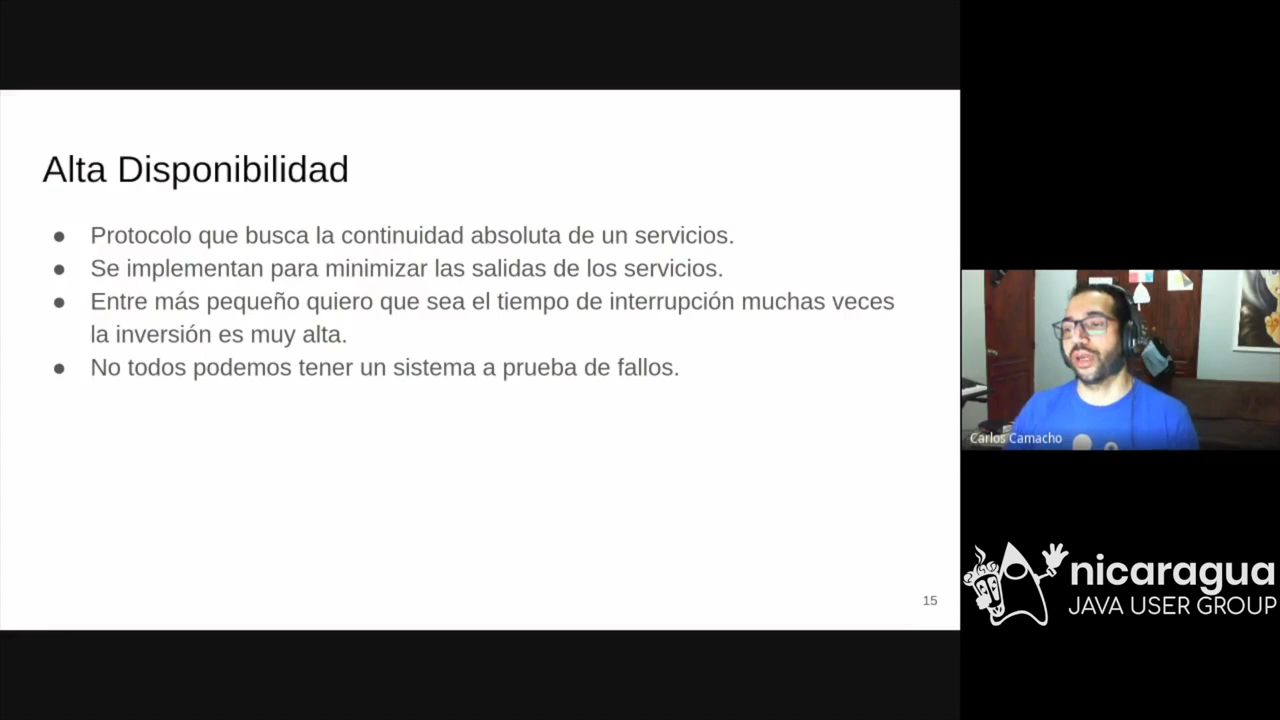 Alta Disponibilidad
● Protocolo que busca la continuidad absoluta de un servicios.
● Se implementan para minimizar las salidas de los servicios.
● Entre más pequeño quiero que sea el tiempo de interrupción muchas veces
la inversión es muy alta.
● No todos podemos tener un sistema a prueba de fallos.
15
Carlos Camacho
nicaragua
JAVA USER GROUP